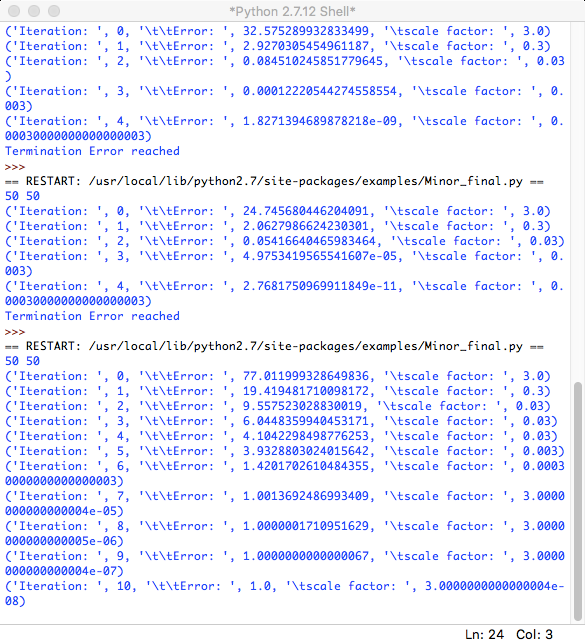 *Python 2.7.12 Shell*
('Iteration: ', 0, '\t\tError: ', 32.575289932833499, '\tscale factor: ', 3.0)
('Iteration: ', 1, '\t\tError: ', 2.9270305454961187, '\tscale factor: ', 0.3)
('Iteration: ', 2, '\t\tError: ', 0.084510245851779645, '\tscale factor: ', 0.03
)
('Iteration: ', 3, '\t\tError: ', 0.00012220544274558554, '\tscale factor: ', 0.
003)
('Iteration: ', 4, '\t\tError: ', 1.8271394689878218e-09, '\tscale factor: ', 0.
00030000000000000000003)
Termination Error reached
>>>
== RESTART: /usr/local/lib/python2.7/site-packages/examples/Minor_final.py ==
50 50
('Iteration: ', 0, '\t\tError: ', 24.745680446204091, '\tscale factor: ', 3.0)
('Iteration: ', 1, '\t\tError: ', 2.0627986624230301, '\tscale factor: ', 0.3)
('Iteration: ', 2, '\t\tError: ', 0.05416640465983464, '\tscale factor: ', 0.03)
('Iteration: ', 3, '\t\tError: ', 4.9753419565541607e-05, '\tscale factor: ', 0.
003)
('Iteration: ', 4, '\t\tError: ', 2.7681750969911849e-11, '\tscale factor: ', 0.
00030000000000000000003)
Termination Error reached
>>>
== RESTART: /usr/local/lib/python2.7/site-packages/examples/Minor_final.py ==
50 50
('Iteration: ', 0, '\t\tError: ', 77.011999328649836, '\tscale factor: ', 3.0)
('Iteration: ', 1, '\t\tError: ', 19.419481710098172, '\tscale factor: ', 0.3)
('Iteration: ', 2, '\t\tError: ', 9.557523028830019, '\tscale factor: ', 0.03)
('Iteration: ', 3, '\t\tError: ', 6.0448359940453171, '\tscale factor: ', 0.03)
('Iteration: ', 4, '\t\tError: ', 4.1042298498776253, '\tscale factor: ', 0.03)
('Iteration: ', 5, '\t\tError: ', 3.9328803024015642, '\tscale factor: ', 0.003)
('Iteration: ', 6, '\t\tError: ', 1.4201702610484355, '\tscale factor: ', 0.0003
0000000000000003)
('Iteration: ', 7, '\t\tError: ', 1.0013692486993409, '\tscale factor: ', 3.0000
000000000004e-05)
('Iteration: ', 8, '\t\tError: ', 1.0000001710951629, '\tscale factor: ', 3.0000
000000000005e-06)
('Iteration: ', 9, '\t\tError: ', 1.0000000000000067, '\tscale factor: ', 3.0000
000000000004e-07)
('Iteration: ', 10, '\t\tError: ', 1.0, '\tscale factor: ', 3.0000000000000004e-
08)
Ln: 24 Col: 3